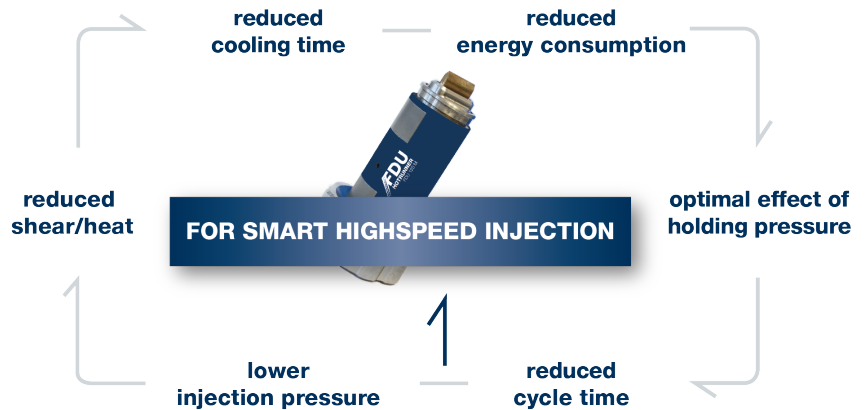 reduced
cooling time
reduced
energy consumption
FDU
HOTRUNNER
reduced
shear/heat
FOR SMART HIGHSPEED INJECTION
optimal effect of
holding pressure
lower
injection pressure
reduced
cycle time